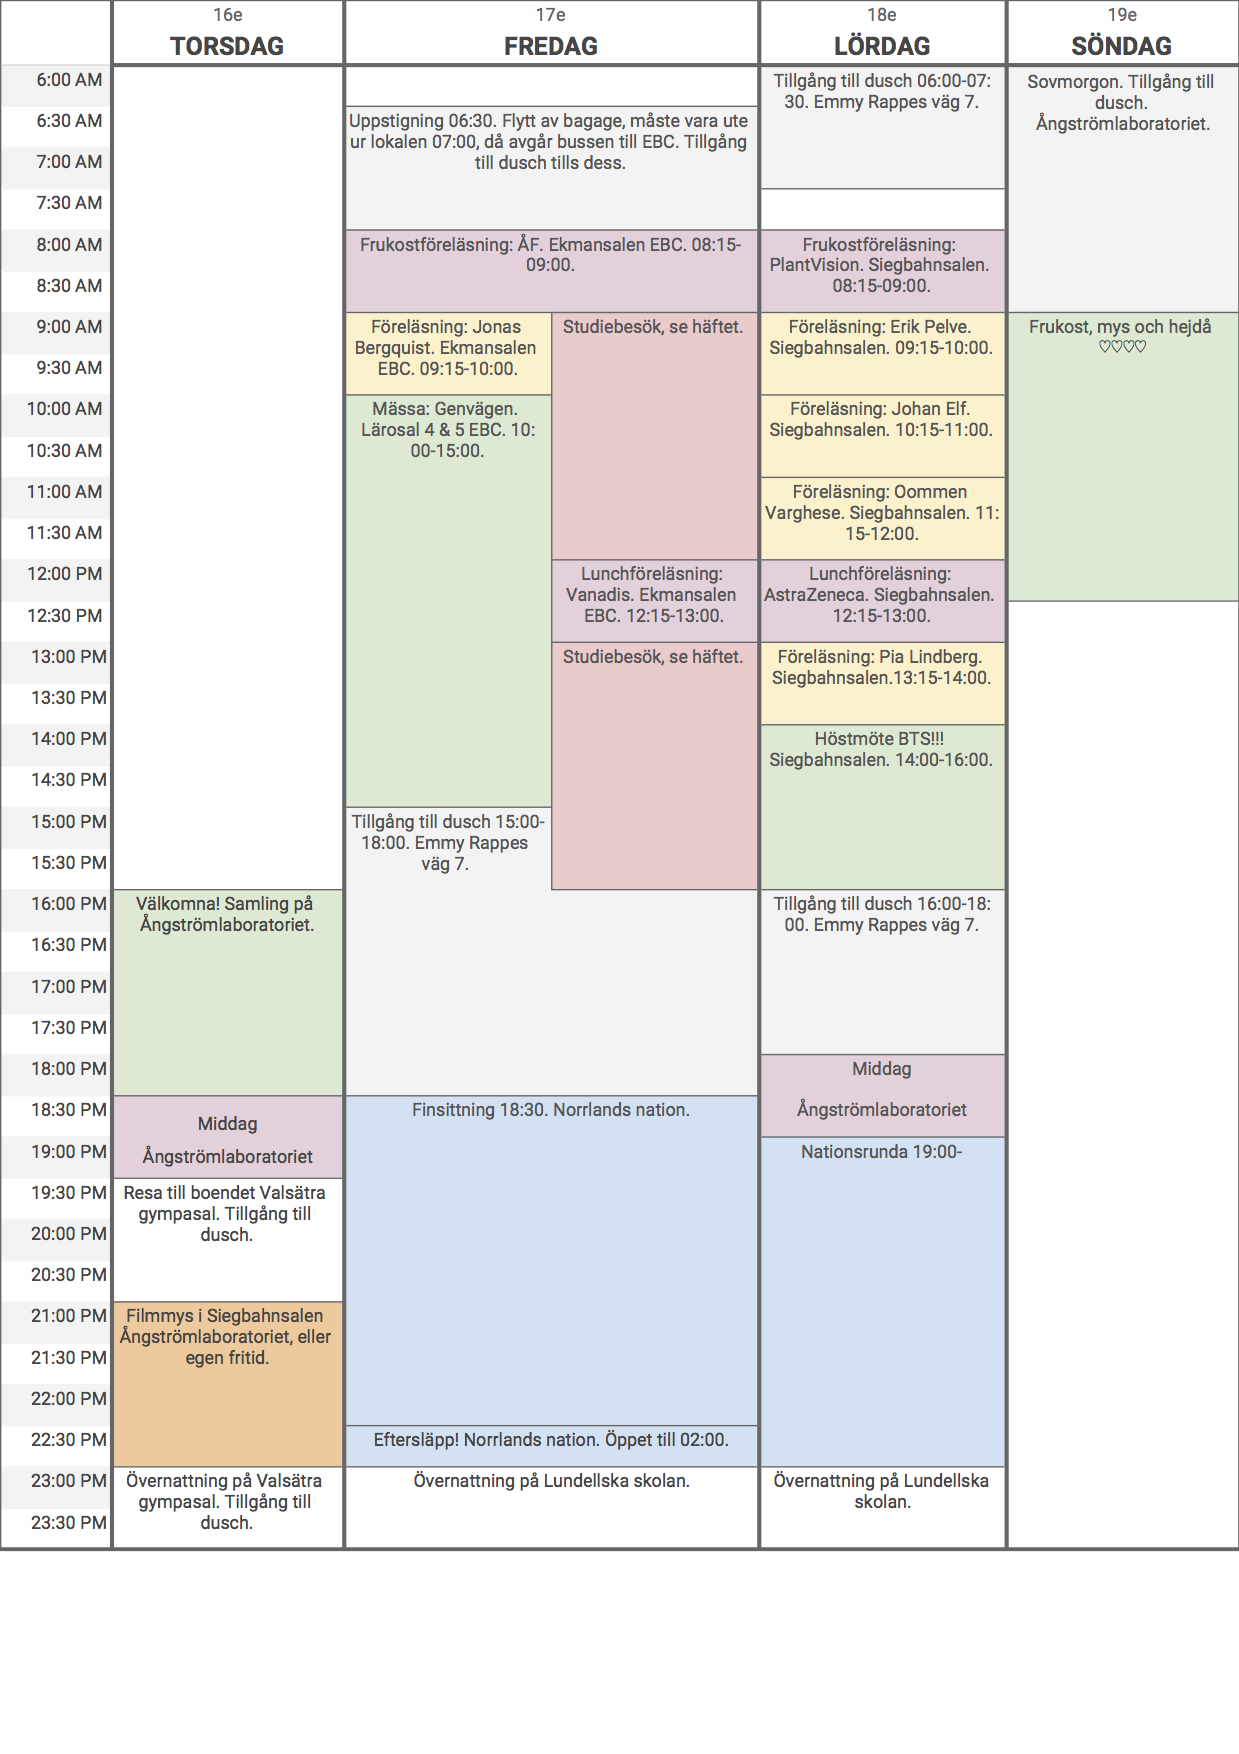 16e
TORSDAG
17e
FREDAG
18e
LÖRDAG
19e
SÖNDAG
6:00 AM
6:30 AM
7:00 AM
7:30 AM
8:00 AM
8:30 AM
9:00 AM
9:30 AM
10:00 AM
10:30 AM
11:00 AM
11:30 AM
12:00 PM
12:30 PM
13:00 PM
13:30 PM
14:00 PM
14:30 PM
15:00 PM
15:30 PM
16:00 PM
16:30 PM
17:00 PM
17:30 PM
18:00 PM
18:30 PM
19:00 PM
19:30 PM
20:00 PM
20:30 PM
21:00 PM
21:30 PM
22:00 PM
22:30 PM
23:00 PM
23:30 PM
Välkomna! Samling på
Ångströmlaboratoriet.
Middag
Ångströmlaboratoriet
Resa till boendet Valsätra
gympasal. Tillgång till
dusch.
Filmmys i Siegbahnsalen
Ångströmlaboratoriet, eller
egen fritid.
Övernattning på Valsätra
gympasal. Tillgång till
dusch.
Uppstigning 06:30. Flytt av bagage, måste vara ute
ur lokalen 07:00, då avgår bussen till EBC. Tillgång
till dusch tills dess.
Frukostföreläsning: ÅF. Ekmansalen EBC. 08:15-
09:00.
Föreläsning: Jonas
Bergquist. Ekmansalen
EBC. 09:15-10:00.
Mässa: Genvägen.
Lärosal 4 & 5 EBC. 10:
00-15:00.
Tillgång till dusch 15:00-
18:00. Emmy Rappes
väg 7.
Studiebesök, se häftet.
Lunchföreläsning:
Vanadis. Ekmansalen
EBC. 12:15-13:00.
Studiebesök, se häftet.
Finsittning 18:30. Norrlands nation.
Eftersläpp! Norrlands nation. Öppet till 02:00.
Övernattning på Lundellska skolan.
Tillgång till dusch 06:00-07:
30. Emmy Rappes väg 7.
Frukostföreläsning:
PlantVision. Siegbahnsalen.
08:15-09:00.
Föreläsning: Erik Pelve.
Siegbahnsalen. 09:15-10:00.
Föreläsning: Johan Elf.
Siegbahnsalen. 10:15-11:00.
Föreläsning: Oommen
Varghese. Siegbahnsalen. 11:
15-12:00.
Lunchföreläsning:
AstraZeneca. Siegbahnsalen.
12:15-13:00.
Föreläsning: Pia Lindberg.
Siegbahnsalen.13:15-14:00.
Höstmöte BTS!!!
Siegbahnsalen. 14:00-16:00.
Tillgång till dusch 16:00-18:
00. Emmy Rappes väg 7.
Middag
Ångströmlaboratoriet
Nationsrunda 19:00-
Övernattning på Lundellska
skolan.
Sovmorgon. Tillgång till
dusch.
Ångströmlaboratoriet.
Frukost, mys och hejdå
♡♡♡♡